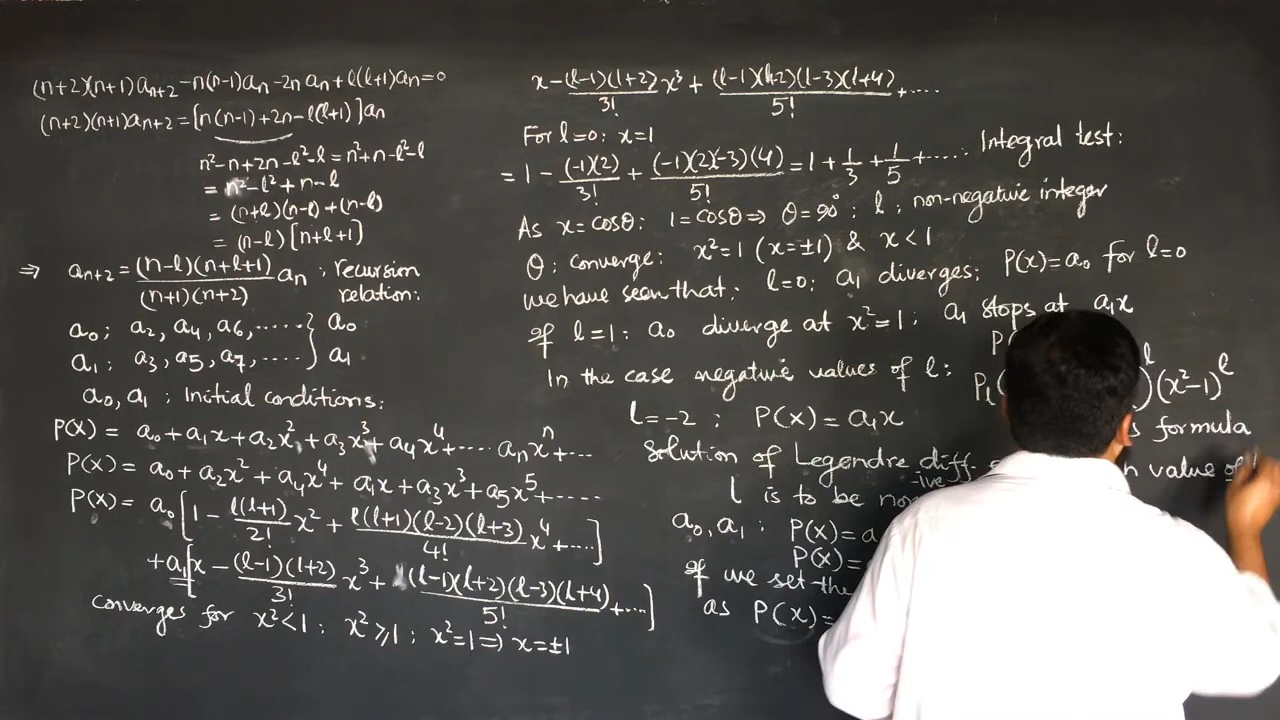 (n+2)(n+1)aₙ₊₂ - n(n-1)aₙ - 2n aₙ + l(l+1)aₙ = 0
(n+2)(n+1)aₙ₊₂ = [n(n-1)+2n-l(l+1)]aₙ
n²-n+2n-l²-l = n²+n-l²-l
= n²-l²+n-l
= (n+l)(n-l)+(n-l)
= (n-l)[n+l+1]
⇒ aₙ₊₂ = (n-l)(n+l+1)/(n+1)(n+2) aₙ : recursion
relation:
a₀ ; a₂, a₄, a₆, ..... } a₀
a₁ : a₃, a₅, a₇, .... } a₁
a₀, a₁ : Initial conditions:
P(x) = a₀ + a₁x + a₂x² + a₃x³ + a₄x⁴ + ..... aₙxⁿ + ...
P(x) = a₀ + a₂x² + a₄x⁴ + a₁x + a₃x³ + a₅x⁵ + .....
P(x) = a₀[1 - l(l+1)/2! x² + l(l+1)(l-2)(l+3)/4! x⁴ + ....]
+ a₁[x - (l-1)(l+2)/3! x³ + (l-1)(l+2)(l-3)(l+4)/5! + ....]
converges for x²<1 : x²⩾1 ; x²=1 ⇒ x=±1
x - (l-1)(l+2)/3! x³ + (l-1)(l+2)(l-3)(l+4)/5! + ....
For l=0: x=1
= 1 - (-1)(2)/3! + (-1)(2)(-3)(4)/5! = 1 + 1/3 + 1/5 + ..... Integral test:
As x = cosθ: 1 = cosθ ⇒ θ = 90° ; l : non-negative integer
θ : converge: x²=1 (x=±1) & x<1
we have seen that: l=0; a₁ diverges; P(x)=a₀ for l=0
If l=1: a₀ diverge at x²=1; a₁ stops at a₁x
In the case negative values of l:
Pₗ( )ˡ(x²-1)ˡ
l=-2 : P(x) = a₁x
formula
Solution of Legendre diff. value of
l is to be
-ive
a₀, a₁ : P(x) = a
P(x) =
If we set the
as P(x) =